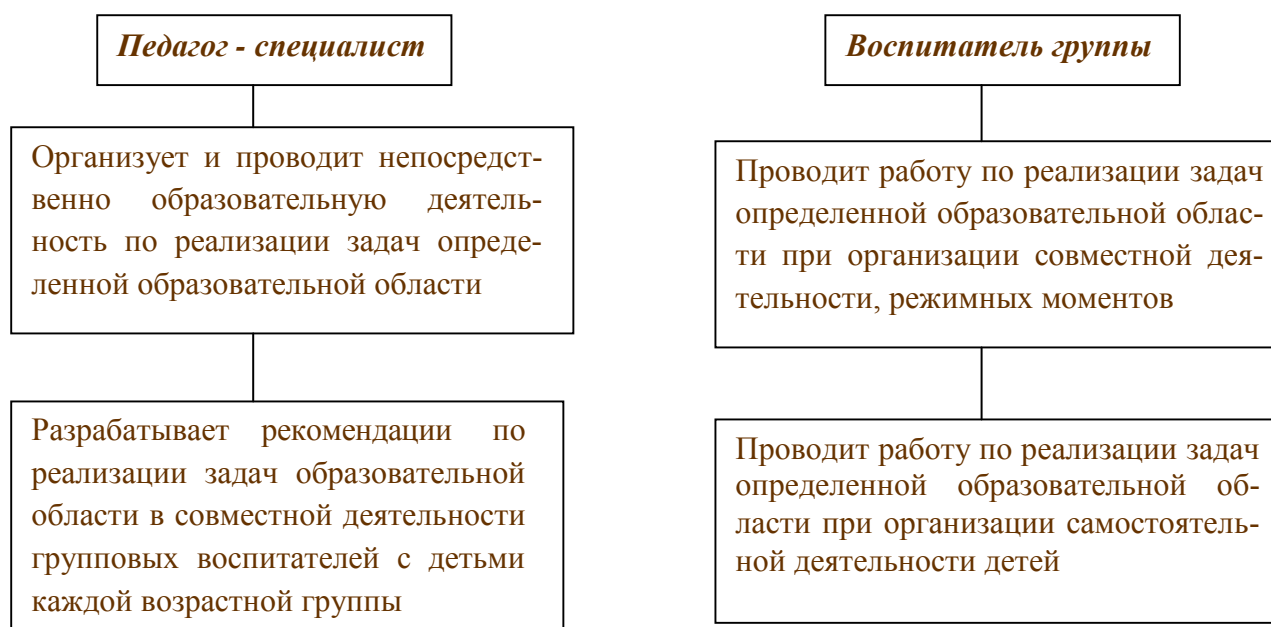 Педагог - специалист
Организует и проводит непосредст-
венно образовательную деятель-
ность по реализации задач опреде-
ленной образовательной области
Разрабатывает рекомендации по
реализации задач образовательной
области в совместной деятельности
групповых воспитателей с детьми
каждой возрастной группы
Воспитатель группы
Проводит работу по реализации задач
определенной образовательной облас-
ти при организации совместной дея-
тельности, режимных моментов
Проводит работу по реализации задач
определенной образовательной об-
ласти при организации самостоятель-
ной деятельности детей